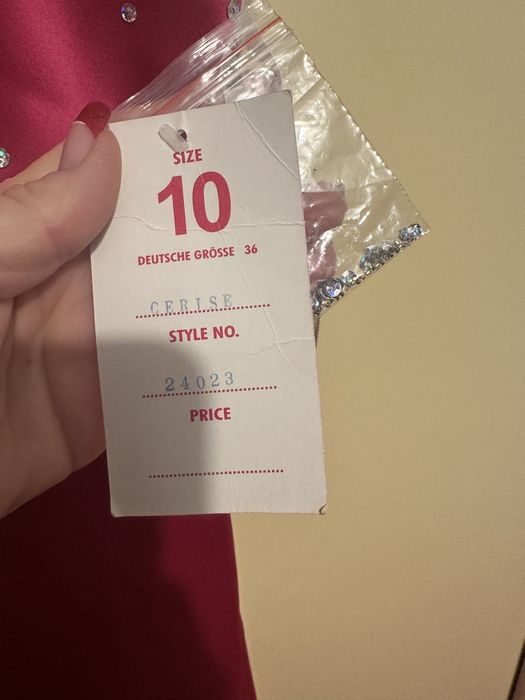 SIZE
10
DEUTSCHE GRÖSSE 36
CERISE
STYLE NO.
24023
PRICE